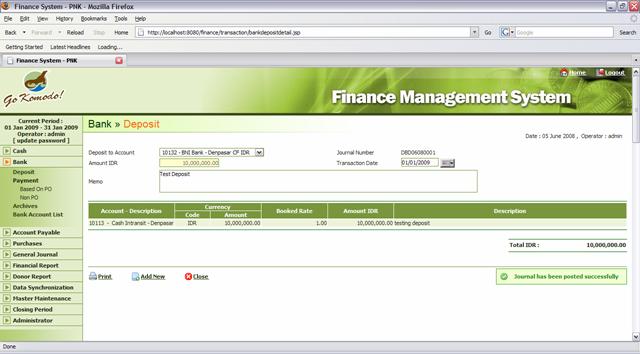 Finance System - PNK - Mozilla Firefox
File Edit View History Bookmarks Tools Help
Back Forward Reload Stop Home http://localhost:8080/finance/transaction/bankdepositdetail.jsp Go Google Search
Getting Started Latest Headlines Loading...
Finance System - PNK
Go Komodo!
Home Logout
Finance Management System
Current Period :
01 Jan 2009 - 31 Jan 2009
Operator : admin
[ update password ]
Cash
Bank
Deposit
Payment
Based On PO
Non PO
Archives
Bank Account List
Account Payable
Purchases
General Journal
Financial Report
Donor Report
Data Synchronization
Master Maintenance
Closing Period
Administrator
Bank » Deposit
Date : 05 June 2008 , Operator : admin
Deposit to Account 10132 - BNI Bank - Denpasar CF IDR Journal Number DBD06080001
Amount IDR 10,000,000.00 Transaction Date 01/01/2009
Memo Test Deposit
Account - Description Currency Booked Rate Amount IDR Description
Code Amount
10113 - Cash Intransit - Denpasar IDR 10,000,000.00 1.00 10,000,000.00 testing deposit
Total IDR : 10,000,000.00
Print Add New Close Journal has been posted successfully
Done